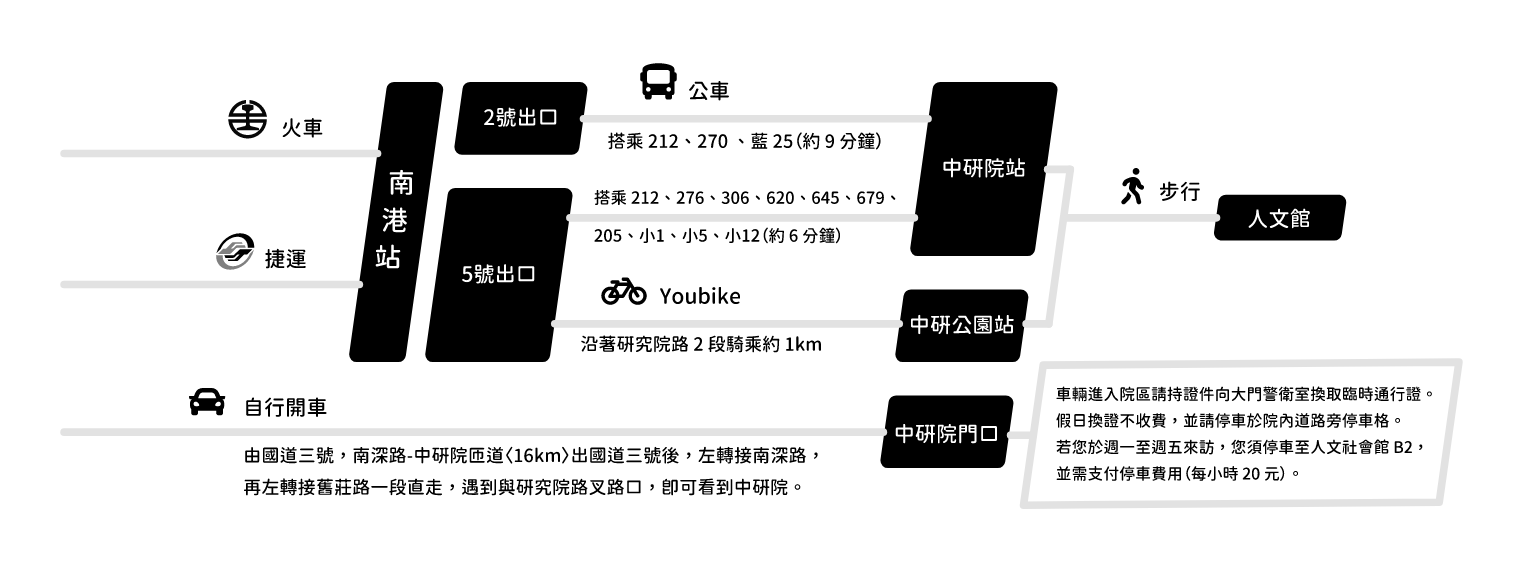 火車
捷運
南港站
2號出口
公車
搭乘 212、270 、藍 25(約 9 分鐘)
5號出口
搭乘 212、276、306、620、645、679、
205、小1、小5、小12(約 6 分鐘)
中研院站
Youbike
沿著研究院路 2 段騎乘約 1km
中研公園站
步行
人文館
自行開車
由國道三號，南深路-中研院匝道〈16km〉出國道三號後，左轉接南深路，
再左轉接舊莊路一段直走，遇到與研究院路叉路口，即可看到中研院。
中研院門口
車輛進入院區請持證件向大門警衛室換取臨時通行證。
假日換證不收費，並請停車於院內道路旁停車格。
若您於週一至週五來訪，您須停車至人文社會館 B2，
並需支付停車費用(每小時 20 元)。